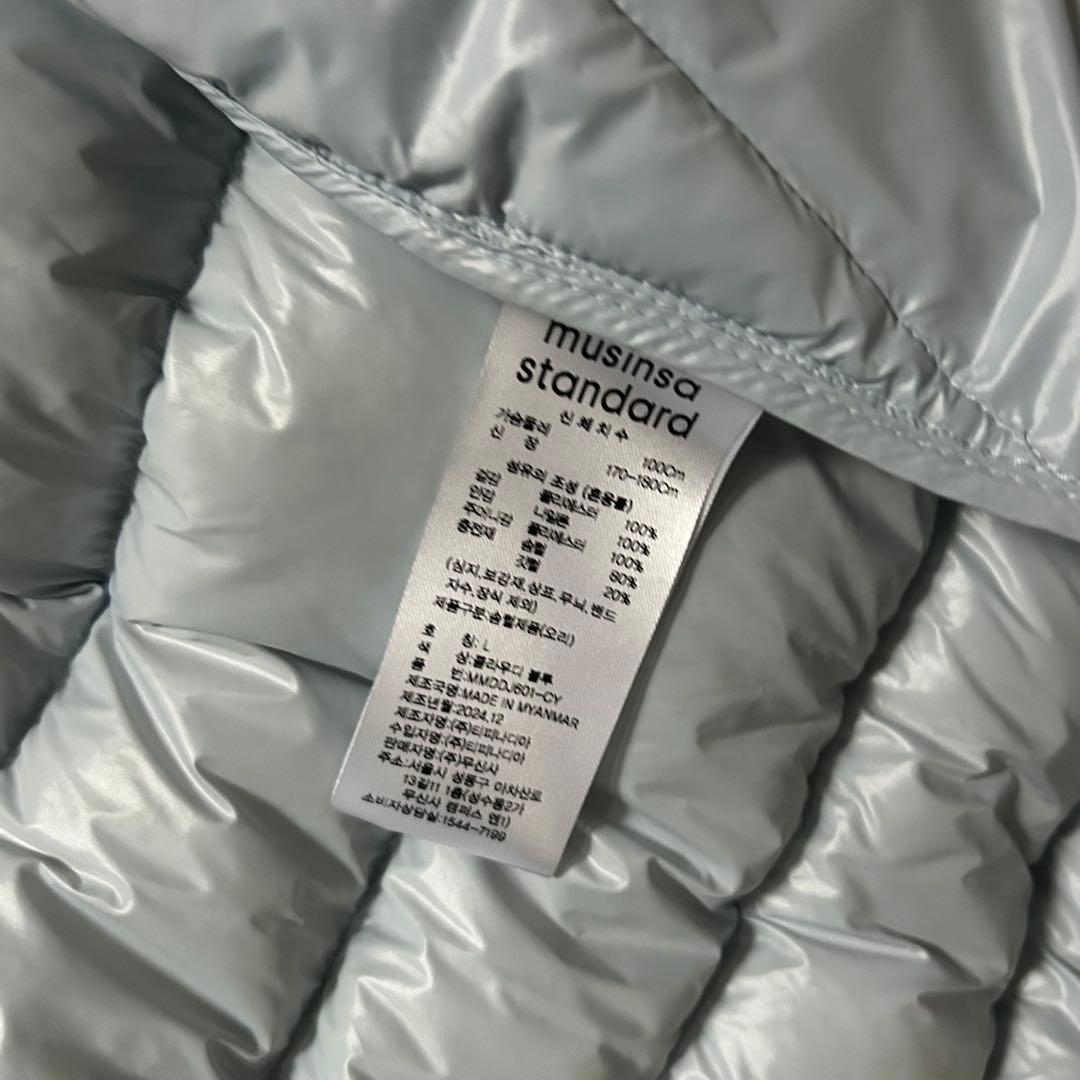 musinsa
standard
신체치수
가슴둘레 100Cm
신 장 170-180Cm
섬유의 조성 (혼용률)
겉감 폴리에스터 100%
안감 나일론 100%
주머니감 폴리에스터 100%
충전재 솜털 80%
깃털 20%
(심지,보강재,상표,무늬,밴드
자수,장식 제외)
제품구분:솜털제품(오리)
호 칭: L
색 상:클라우디 블루
품 번:MMDDJ601-CY
제조국명:MADE IN MYANMAR
제조년월:2024.12
제조자명:(주)티피나디아
수입자명:(주)티피나디아
판매자명:(주)무신사
주소:서울시 성동구 아차산로
13길11 1층(성수동2가
무신사 캠퍼스 엔1)
소비자상담실:1544-7199